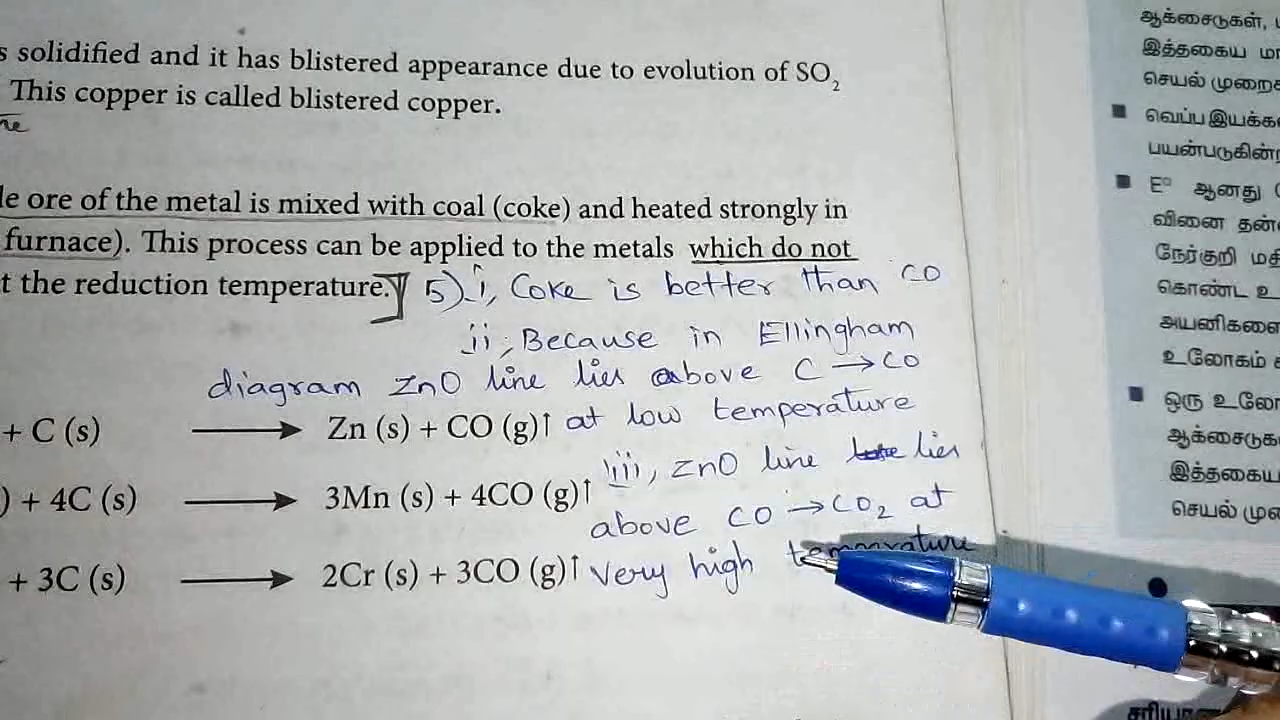 s solidified and it has blistered appearance due to evolution of SO2
. This copper is called blistered copper.
re
le ore of the metal is mixed with coal (coke) and heated strongly in
furnace). This process can be applied to the metals which do not
t the reduction temperature.
5) i, Coke is better than CO
ii, Because in Ellingham
diagram ZnO line lies above C → CO
at low temperature
+ C (s) ⟶ Zn (s) + CO (g)↑
iii, ZnO line lies
) + 4C (s) ⟶ 3Mn (s) + 4CO (g)↑
above CO → CO2 at
+ 3C (s) ⟶ 2Cr (s) + 3CO (g)↑
very high temperature
ஆக்சைடுகள்,
இத்தகைய
செயல் முறைக
■ வெப்ப இயக்க
பயன்படுகின்ற
■ E° ஆனது
வினை தன்
நேர்குறி மதி
கொண்ட உ
அயனிகளை
உலோகம்
■ ஒரு உலோ
ஆக்சைடுக
இத்தகைய
செயல் முறை